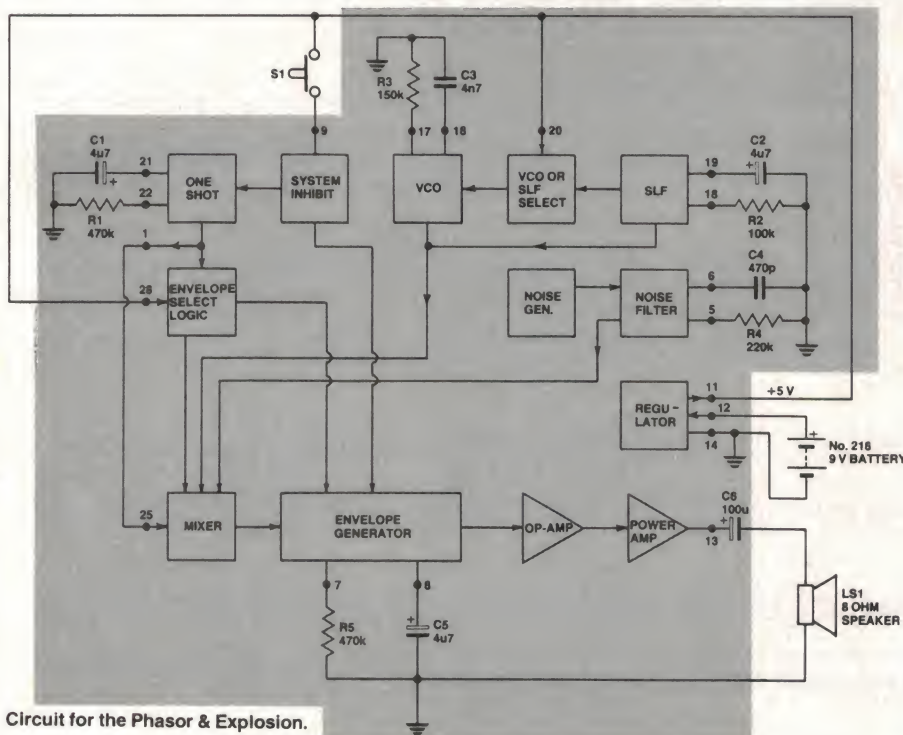 S1
R3
150k
C3
4n7
C1
4u7
21
22
R1
470k
1
28
9
17
16
20
19
18
C2
4u7
R2
100k
ONE
SHOT
SYSTEM
INHIBIT
VCO
VCO OR
SLF
SELECT
SLF
ENVELOPE
SELECT
LOGIC
NOISE
GEN.
NOISE
FILTER
6
5
C4
470p
R4
220k
REGU -
LATOR
11
12
14
+5 V
No. 216
9 V BATTERY
25
MIXER
ENVELOPE
GENERATOR
OP-AMP
POWER
AMP
13
C6
100u
7
8
R5
470k
C5
4u7
LS1
8 OHM
SPEAKER
Circuit for the Phasor & Explosion.